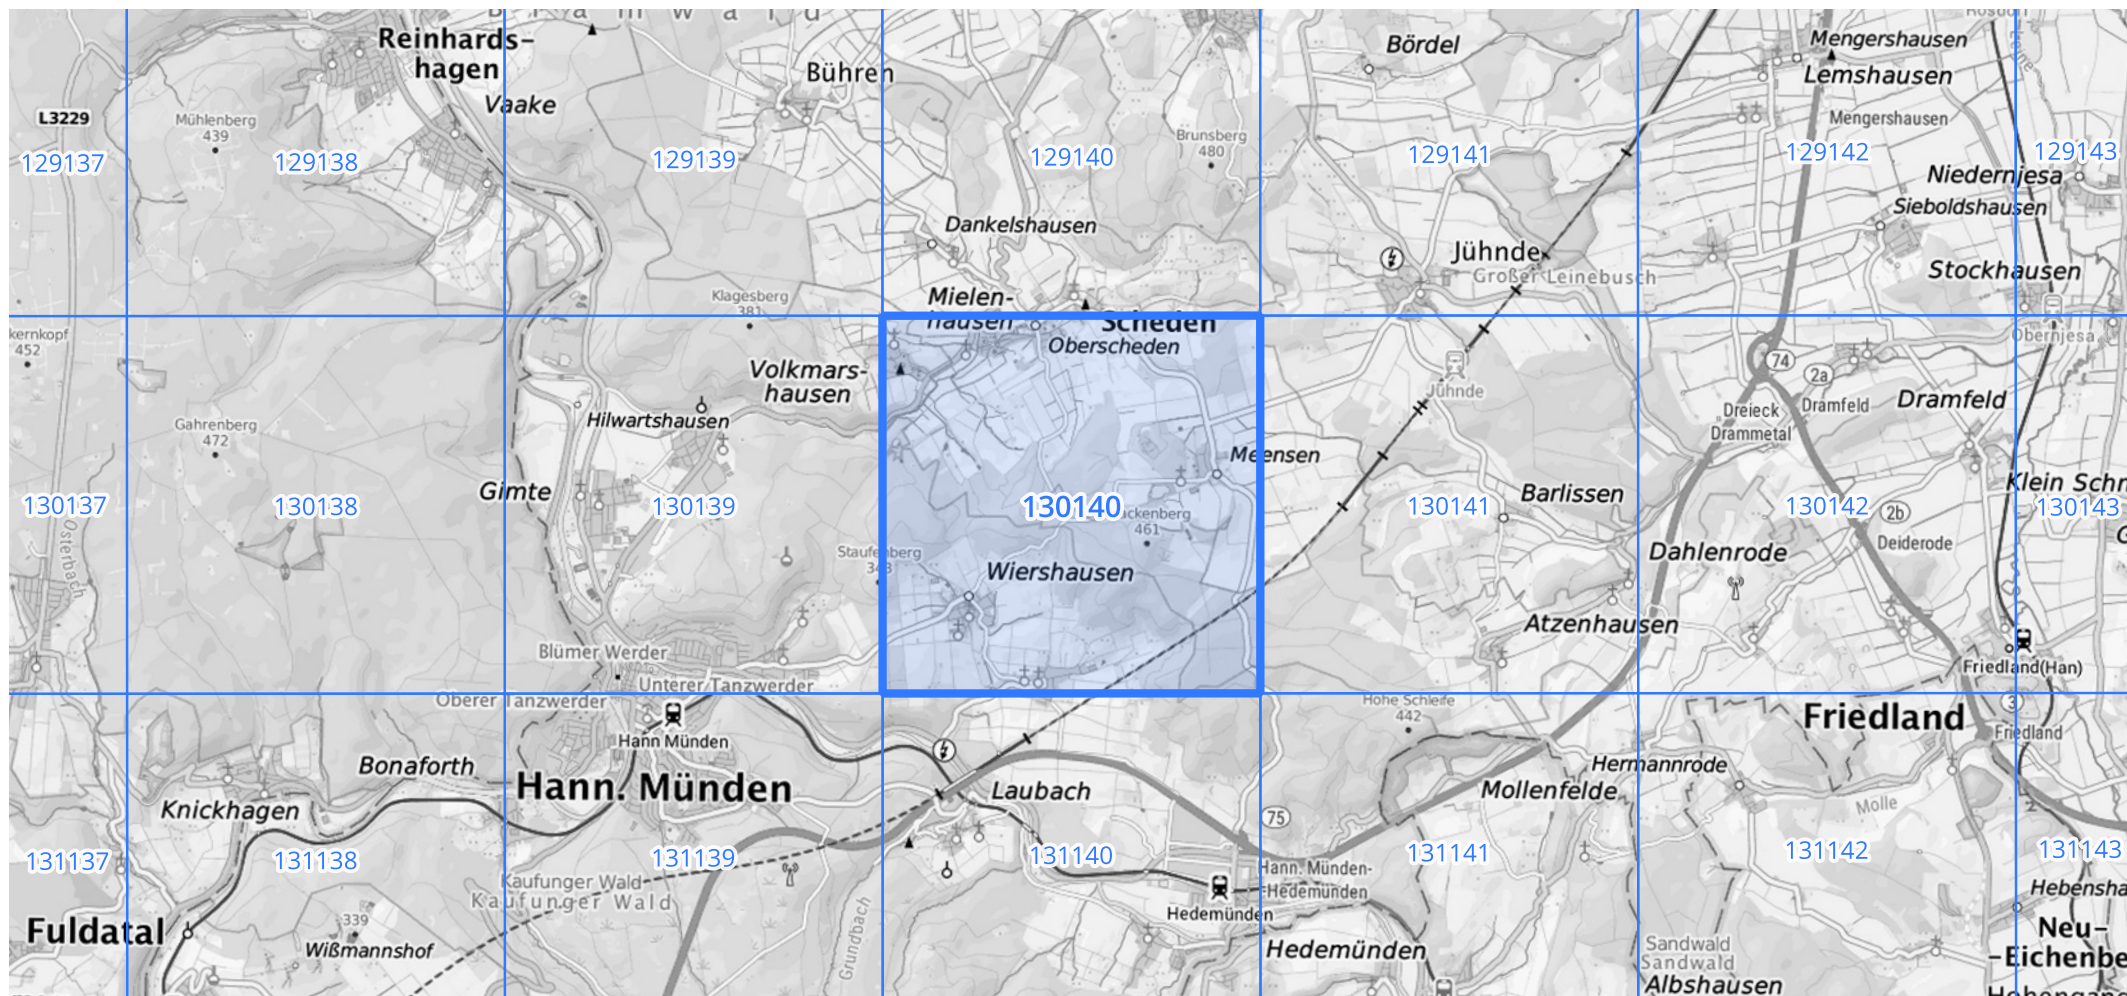 Reinhards-
hagen
Bühren
Bördel
Mengershausen
Lemshausen
Vaake
L3229
Mühlenberg
439
Brunsberg
480
Mengershausen
129137
129138
129139
129140
129141
129142
129143
Niedernjesa
Sieboldshausen
Dankelshausen
Jühnde
Großer Leinebusch
Stockhausen
Mielen-
hausen
Klagesberg
381
Scheden
Oberscheden
kernkopf
452
Obernjesa
Volkmars-
hausen
74
2a
Jühnde
Dramfeld
Dramfeld
Dreieck
Drammetal
Gahrenberg
472
Hilwartshausen
Meensen
Gimte
Barlissen
Klein Schn
130137
130138
130139
130140
130141
130142
130143
ackenberg
461
2b
Deiderode
Osterbach
Staufenberg
343
Dahlenrode
Wiershausen
Atzenhausen
Blümer Werder
Friedland(Han)
Unterer Tanzwerder
Oberer Tanzwerder
Hohe Schleife
442
3
Friedland
Friedland
Hann Münden
Bonaforth
Hermannrode
Hann. Münden
Laubach
Mollenfelde
Knickhagen
Molle
75
131137
131138
131139
131140
131141
131142
131143
Hann. Münden-
-Hedemünden
Kaufunger Wald
Kaufunger Wald
Hebensha
Hedemünden
339
Fuldatal
Wißmannshof
Grundbach
Hedemünden
Sandwald
Sandwald
Neu-
-Eichenbe
Albshausen